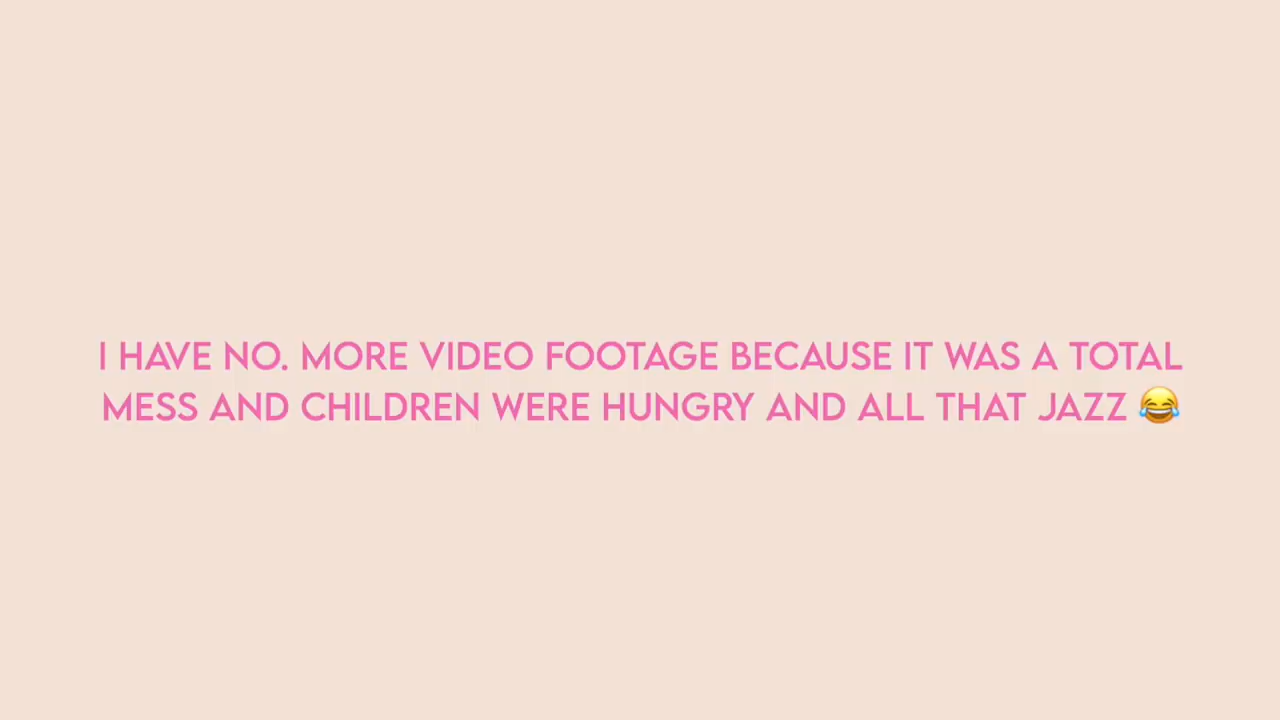 I HAVE NO. MORE VIDEO FOOTAGE BECAUSE IT WAS A TOTAL
MESS AND CHILDREN WERE HUNGRY AND ALL THAT JAZZ 😂